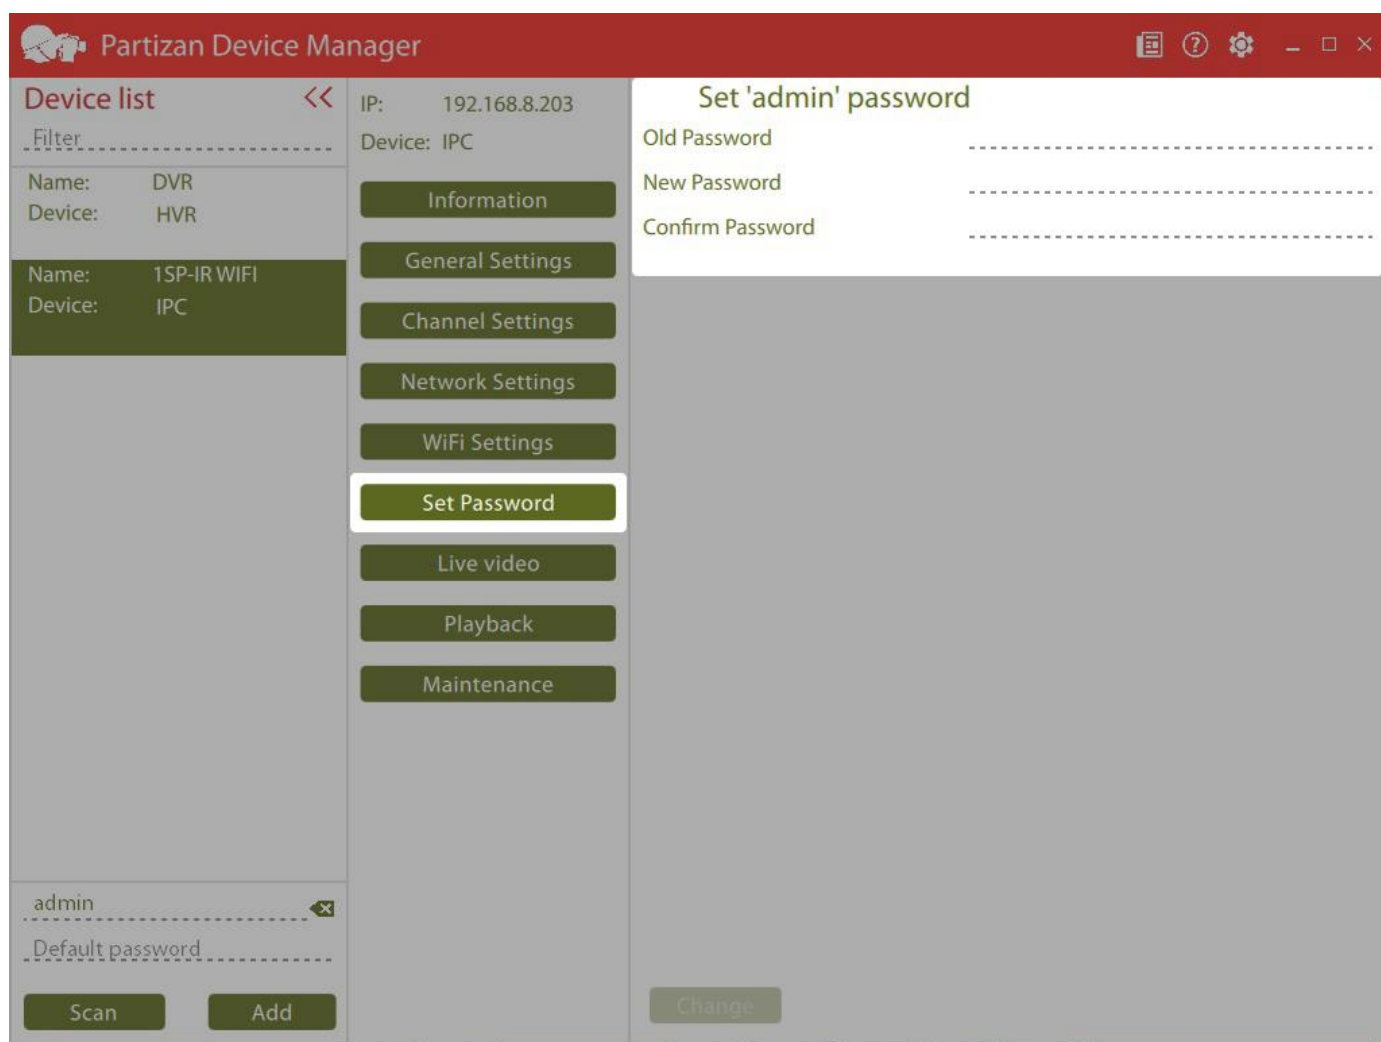 Partizan Device Manager
Device list <<
Filter
Name: DVR
Device: HVR
Name: 1SP-IR WIFI
Device: IPC
admin
Default password
Scan Add
IP: 192.168.8.203
Device: IPC
Information
General Settings
Channel Settings
Network Settings
WiFi Settings
Set Password
Live video
Playback
Maintenance
Set 'admin' password
Old Password
New Password
Confirm Password
Change